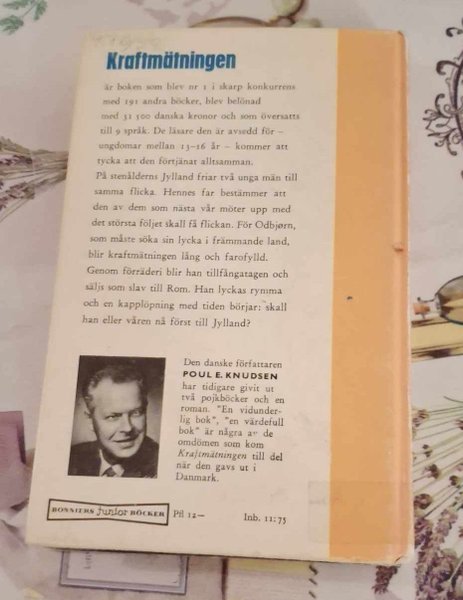 Kraftmätningen
är boken som blev nr 1 i skarp konkurrens
med 191 andra böcker, blev belönad
med 31 500 danska kronor och som översatts
till 9 språk. De läsare den är avsedd för –
ungdomar mellan 13–16 år – kommer att
tycka att den förtjänat alltsamman.
På stenålderns Jylland friar två unga män till
samma flicka. Hennes far bestämmer att
den av dem som nästa vår möter upp med
det största följet skall få flickan. För Odbjørn,
som måste söka sin lycka i främmande land,
blir kraftmätningen lång och farofylld.
Genom förräderi blir han tillfångatagen och
säljs som slav till Rom. Han lyckas rymma
och en kapplöpning med tiden börjar: skall
han eller våren nå först till Jylland?
Den danske författaren
POUL E. KNUDSEN
har tidigare givit ut
två pojkböcker och en
roman. "En vidunder-
lig bok", "en värdefull
bok" är några av de
omdömen som kom
Kraftmätningen till del
när den gavs ut i
Danmark.
BONNIERS junior BÖCKER Pfl 12— Inb. 11:75